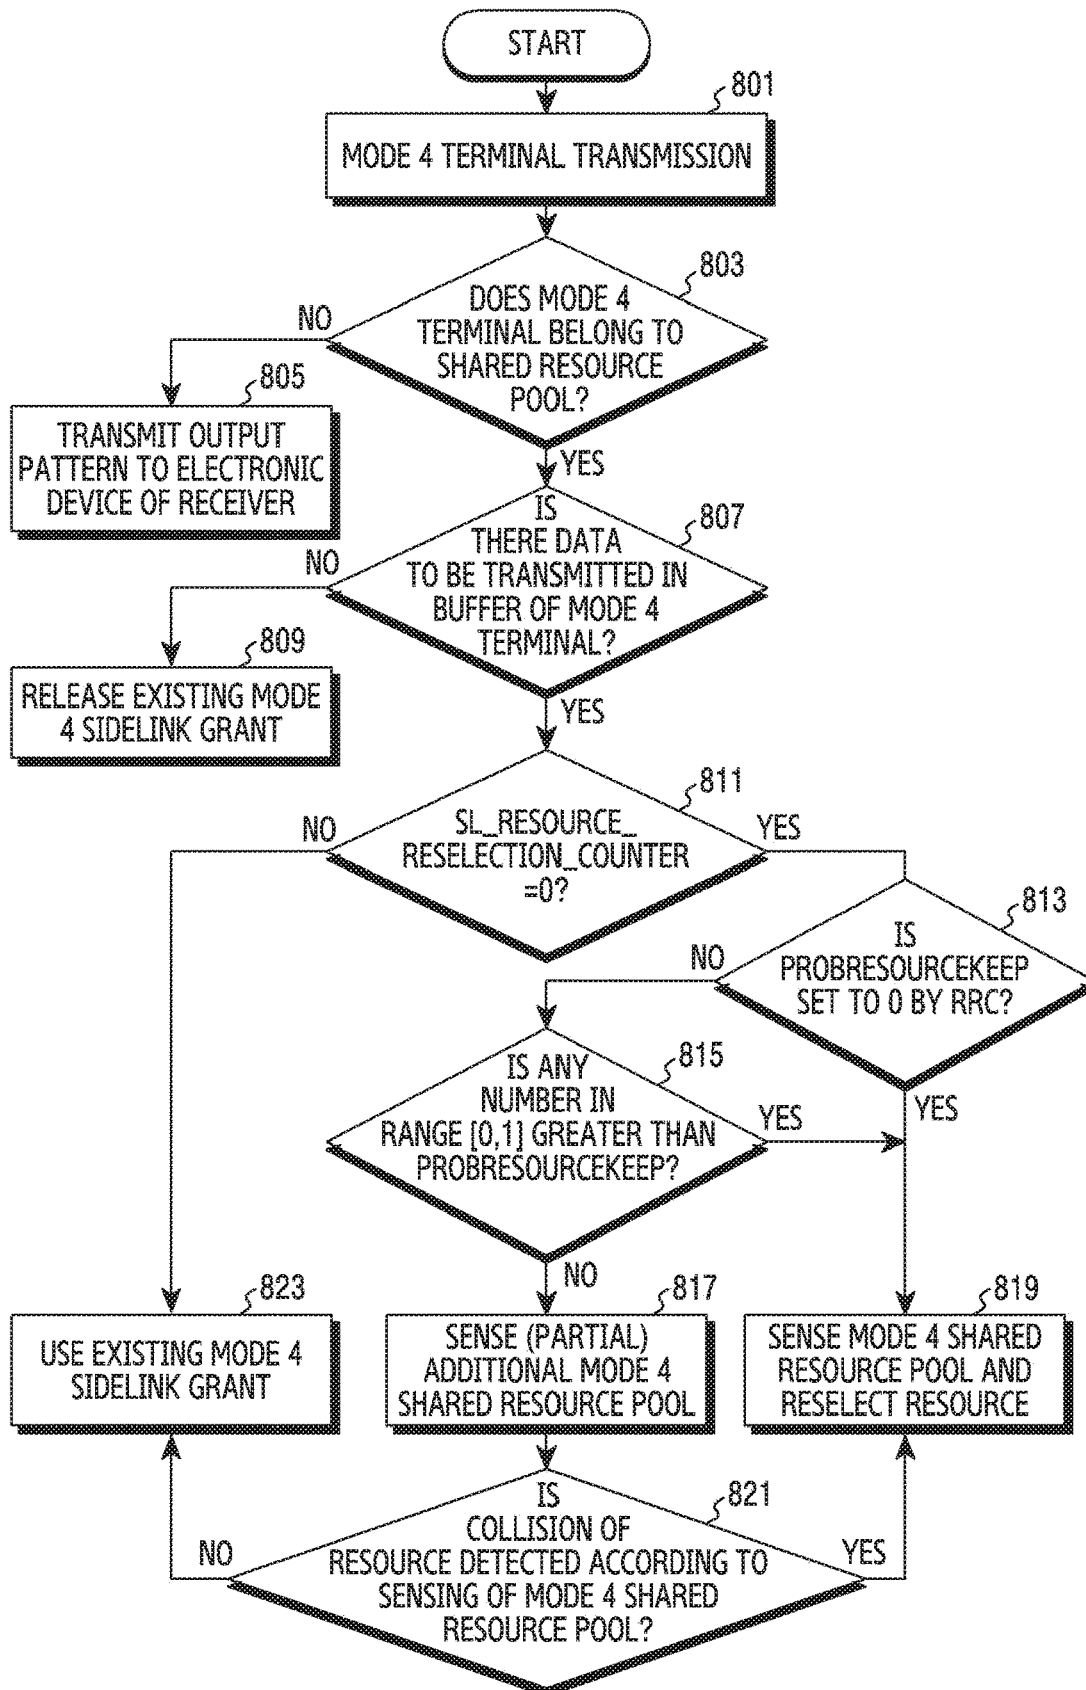 START
801
MODE 4 TERMINAL TRANSMISSION
803
DOES MODE 4
TERMINAL BELONG TO
SHARED RESOURCE
POOL?
NO
YES
805
TRANSMIT OUTPUT
PATTERN TO ELECTRONIC
DEVICE OF RECEIVER
807
IS
THERE DATA
TO BE TRANSMITTED IN
BUFFER OF MODE 4
TERMINAL?
NO
YES
809
RELEASE EXISTING MODE
4 SIDELINK GRANT
811
SL_RESOURCE_
RESELECTION_COUNTER
=0?
NO
YES
813
IS
PROBRESOURCEKEEP
SET TO 0 BY RRC?
NO
YES
815
IS ANY
NUMBER IN
RANGE [0,1] GREATER THAN
PROBRESOURCEKEEP?
YES
NO
823
USE EXISTING MODE 4
SIDELINK GRANT
817
SENSE (PARTIAL)
ADDITIONAL MODE 4
SHARED RESOURCE POOL
819
SENSE MODE 4 SHARED
RESOURCE POOL AND
RESELECT RESOURCE
821
IS
COLLISION OF
RESOURCE DETECTED ACCORDING TO
SENSING OF MODE 4 SHARED
RESOURCE POOL?
NO
YES